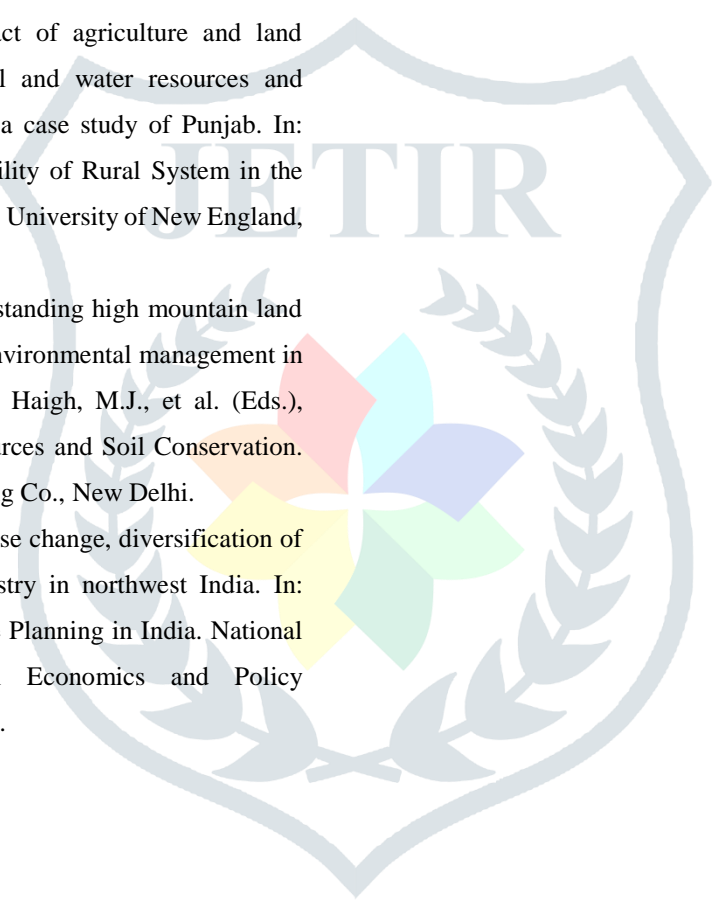 act of agriculture and land
l and water resources and
a case study of Punjab. In:
ility of Rural System in the
University of New England,
standing high mountain land
nvironmental management in
Haigh, M.J., et al. (Eds.),
urces and Soil Conservation.
g Co., New Delhi.
se change, diversification of
stry in northwest India. In:
Planning in India. National
Economics and Policy
.
JETIR